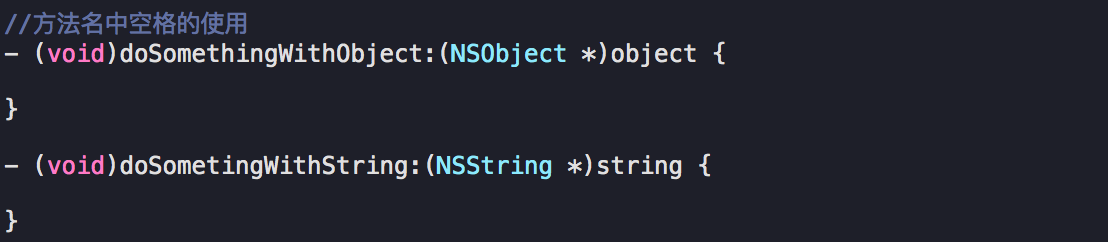 //方法名中空格的使用
- (void)doSomethingWithObject:(NSObject *)object {
}
- (void)doSometingWithString:(NSString *)string {
}